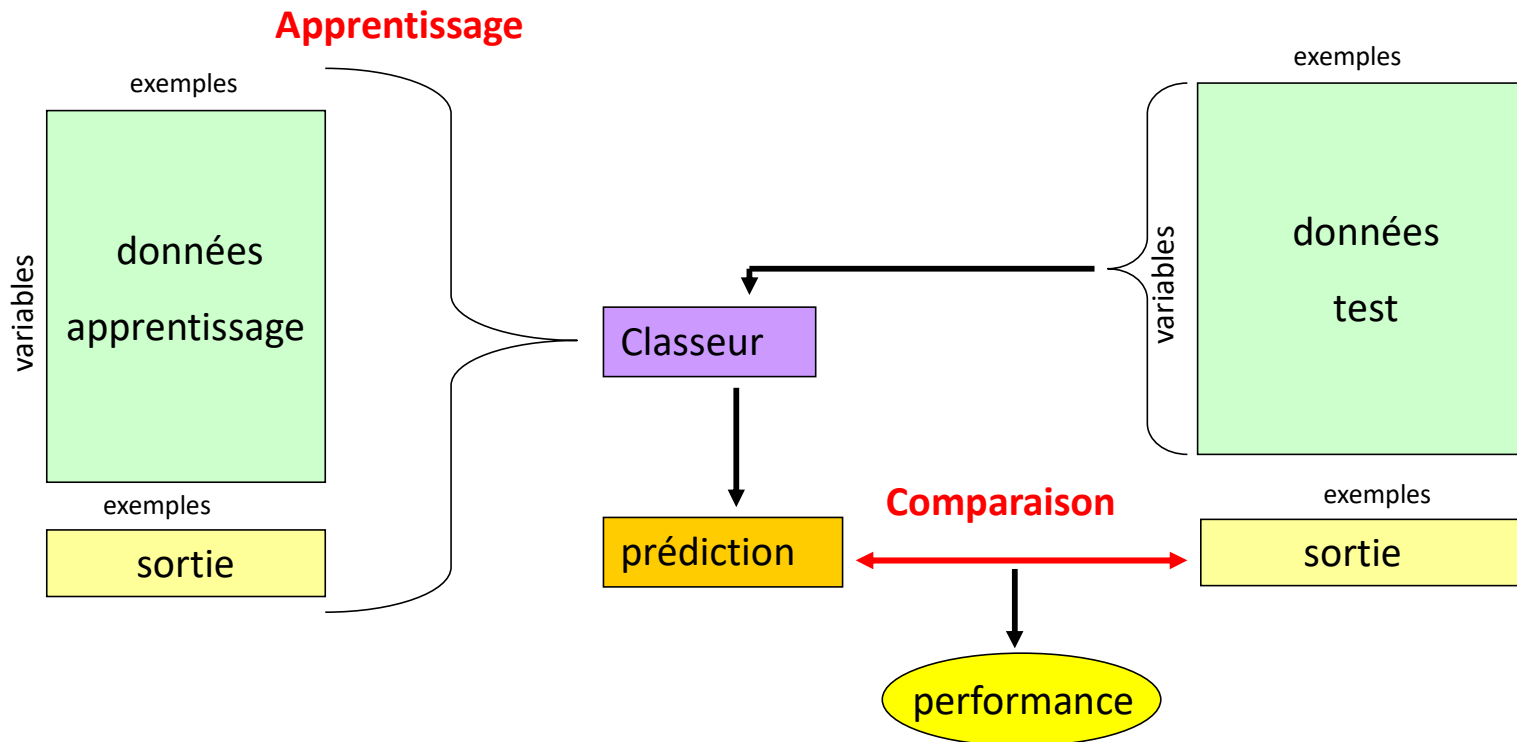 Apprentissage
exemples
variables
données
apprentissage
exemples
sortie
Classeur
prédiction
Comparaison
performance
exemples
variables
données
test
exemples
sortie